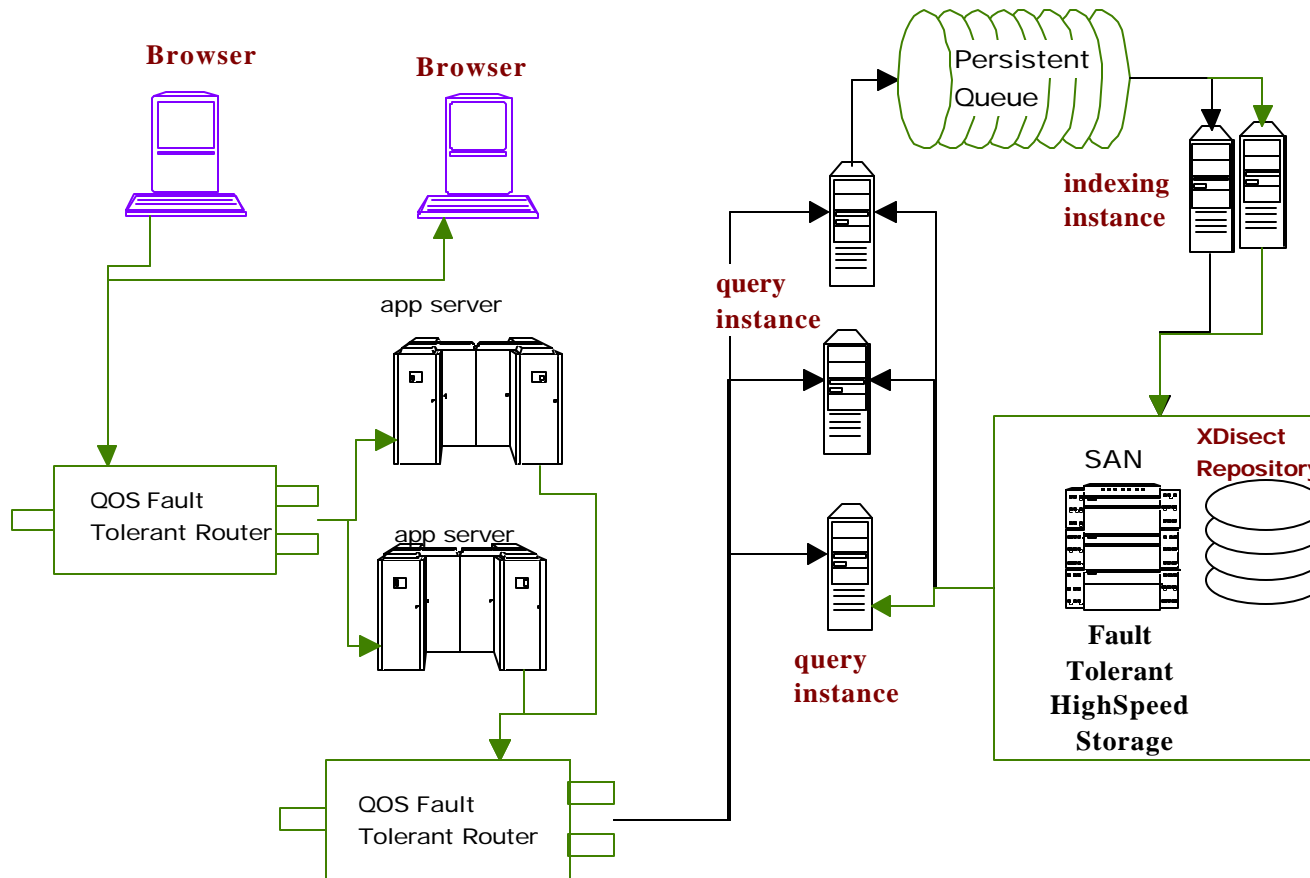 Browser
Browser
Persistent
Queue
indexing
instance
query
instance
app server
QOS Fault
Tolerant Router
app server
SAN
XDisect
Repository
Fault
Tolerant
HighSpeed
Storage
query
instance
QOS Fault
Tolerant Router